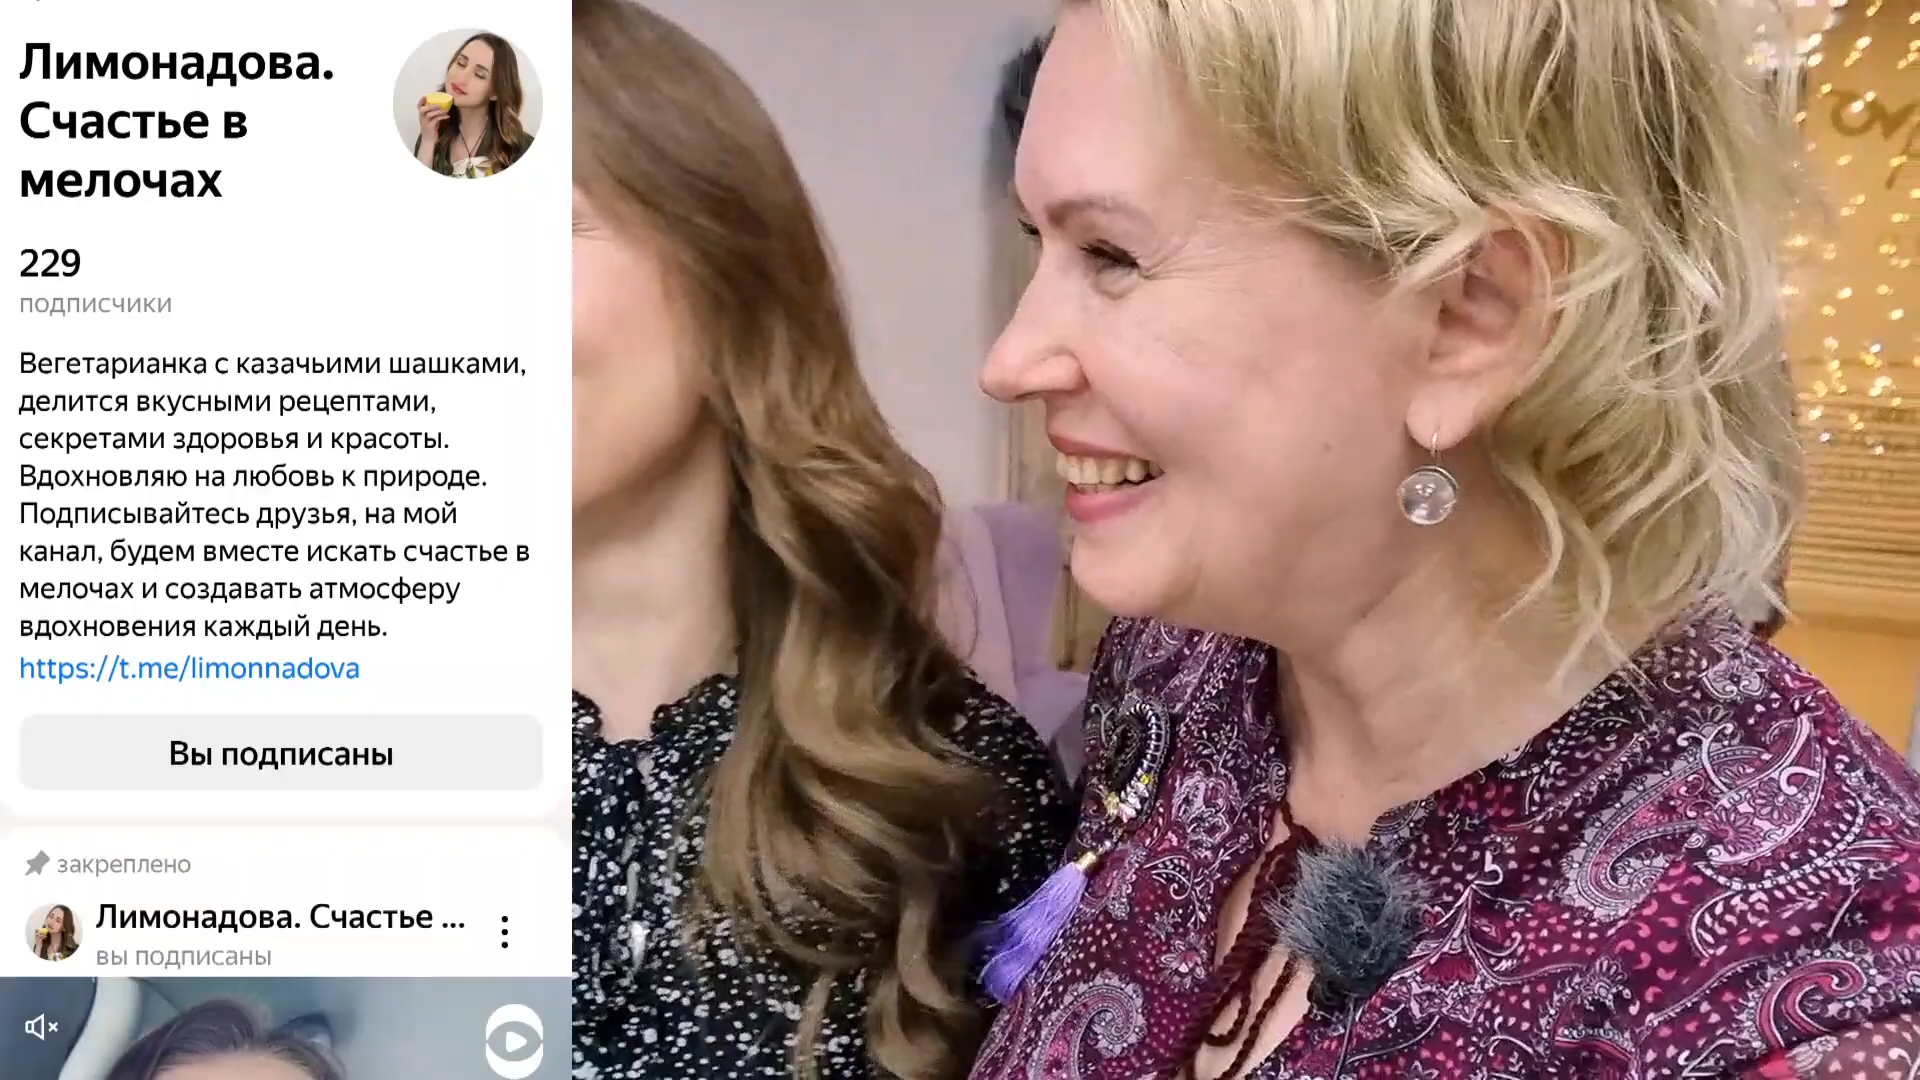 Лимонадова.
Счастье в
мелочах
229
подписчики
Вегетарианка с казачьими шашками,
делится вкусными рецептами,
секретами здоровья и красоты.
Вдохновляю на любовь к природе.
Подписывайтесь друзья, на мой
канал, будем вместе искать счастье в
мелочах и создавать атмосферу
вдохновения каждый день.
https://t.me/limonnadova
Вы подписаны
закреплено
Лимонадова. Счастье ...
вы подписаны